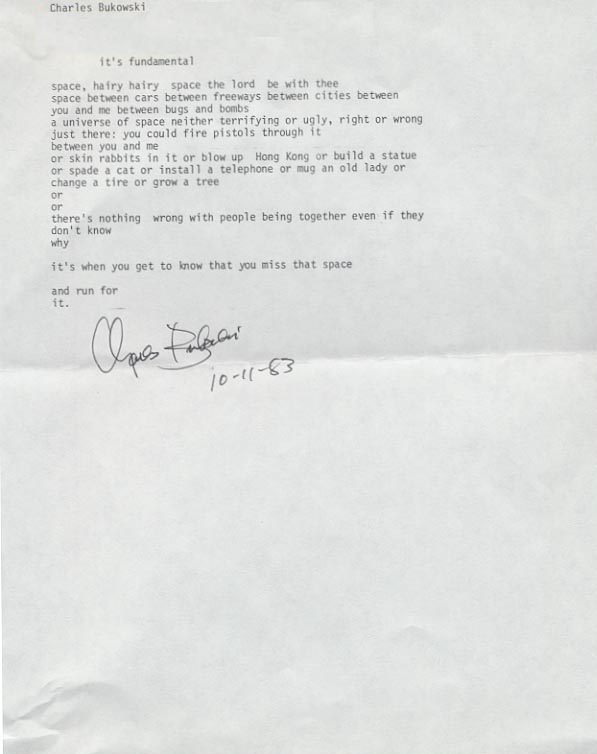 Charles Bukowski
it's fundamental
space, hairy hairy  space the lord  be with thee
space between cars between freeways between cities between
you and me between bugs and bombs
a universe of space neither terrifying or ugly, right or wrong
just there: you could fire pistols through it
between you and me
or skin rabbits in it or blow up  Hong Kong or build a statue
or spade a cat or install a telephone or mug an old lady or
change a tire or grow a tree
or
or
there's nothing  wrong with people being together even if they
don't know
why
it's when you get to know that you miss that space
and run for
it.
Charles Bukowski
10-11-83